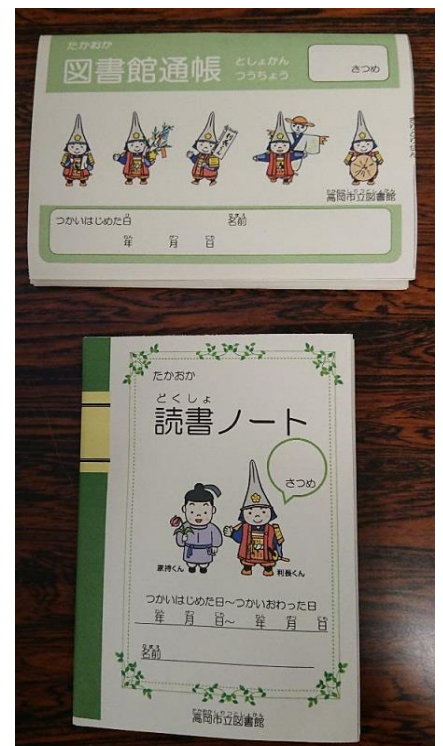 たかおか
図書館通帳
としょかん
つうちょう
さつめ
高岡市立図書館
つかいはじめた日
名前
年 月 日
たかおか
どくしょ
読書ノート
さつめ
家持くん
利長くん
つかいはじめた日~つかいおわった日
年 月 日~ 年 月 日
名前
高岡市立図書館